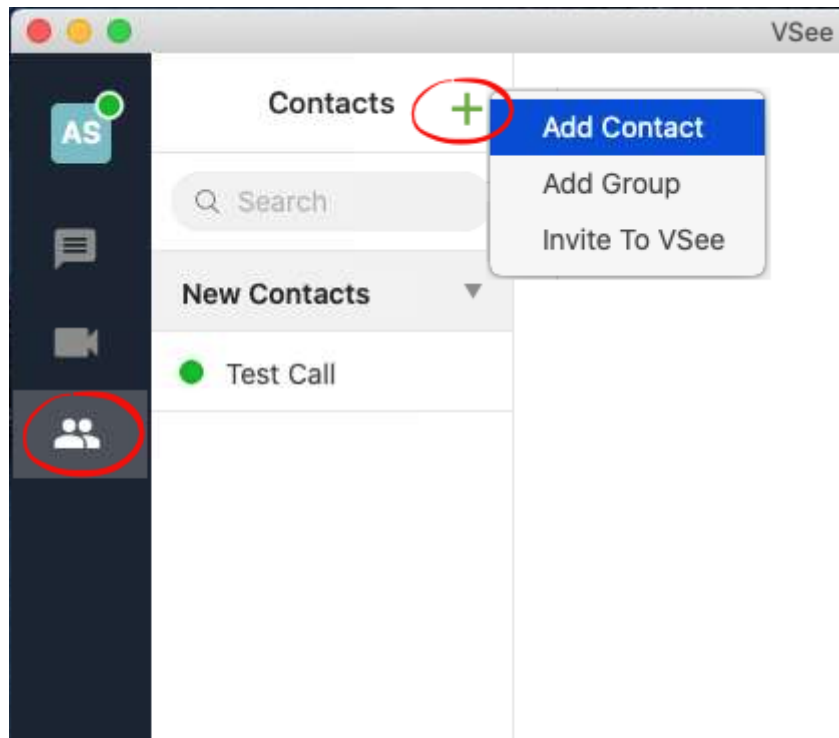 VSee
AS
Contacts
Add Contact
Add Group
Invite To VSee
Search
New Contacts
Test Call